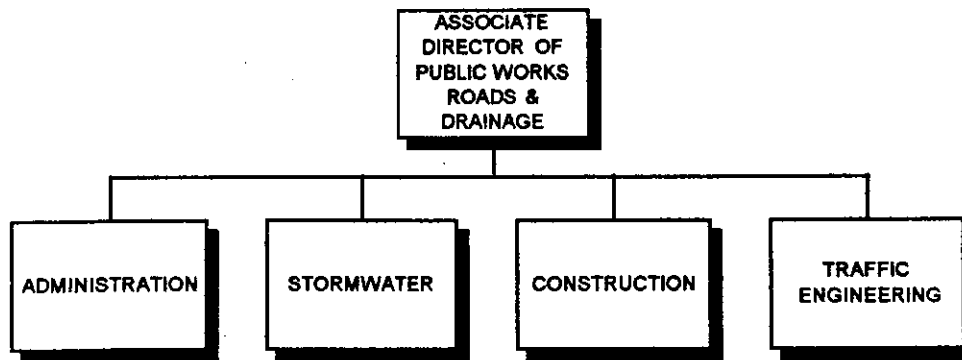 ASSOCIATE
DIRECTOR OF
PUBLIC WORKS
ROADS &
DRAINAGE
ADMINISTRATION
STORMWATER
CONSTRUCTION
TRAFFIC
ENGINEERING